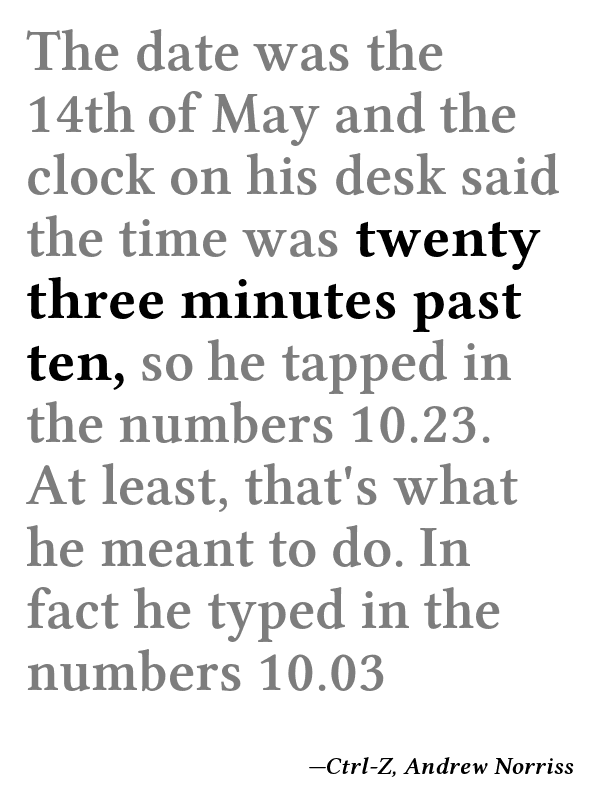 The date was the
14th of May and the
clock on his desk said
the time was twenty
three minutes past
ten, so he tapped in
the numbers 10.23.
At least, that's what
he meant to do. In
fact he typed in the
numbers 10.03
—Ctrl-Z, Andrew Norriss